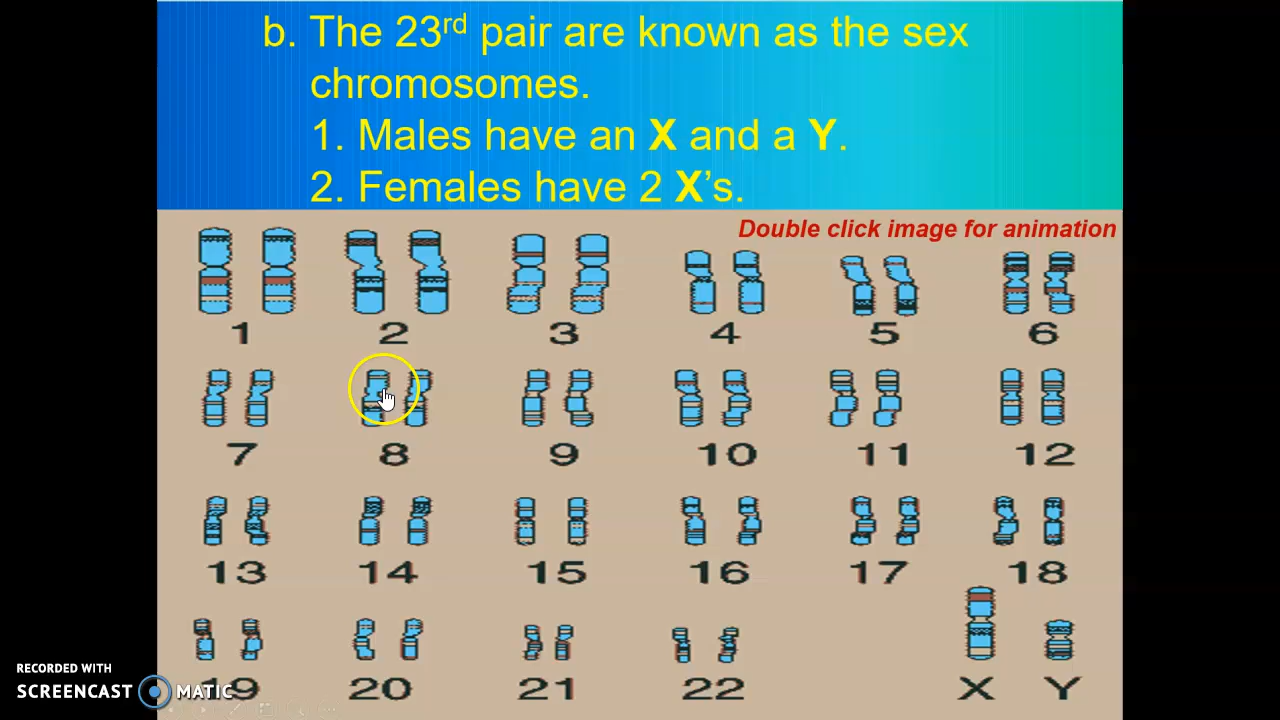 b. The 23rd pair are known as the sex
chromosomes.
1. Males have an X and a Y.
2. Females have 2 X's.
Double click image for animation
1 2 3 4 5 6
7 8 9 10 11 12
13 14 15 16 17 18
19 20 21 22 X Y
RECORDED WITH
SCREENCAST MATIC